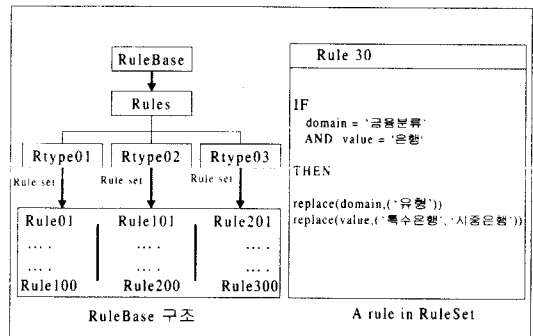 RuleBase
Rules
Rtype01 Rtype02 Rtype03
Rule set Rule set Rule set
Rule01 Rule101 Rule201
.... .... ....
.... .... ....
Rule100 Rule200 Rule300
RuleBase 구조
Rule 30
IF
domain = '금융분류'
AND value = '은행'
THEN
replace(domain,('유형'))
replace(value,('특수은행', '시중은행'))
A rule in RuleSet